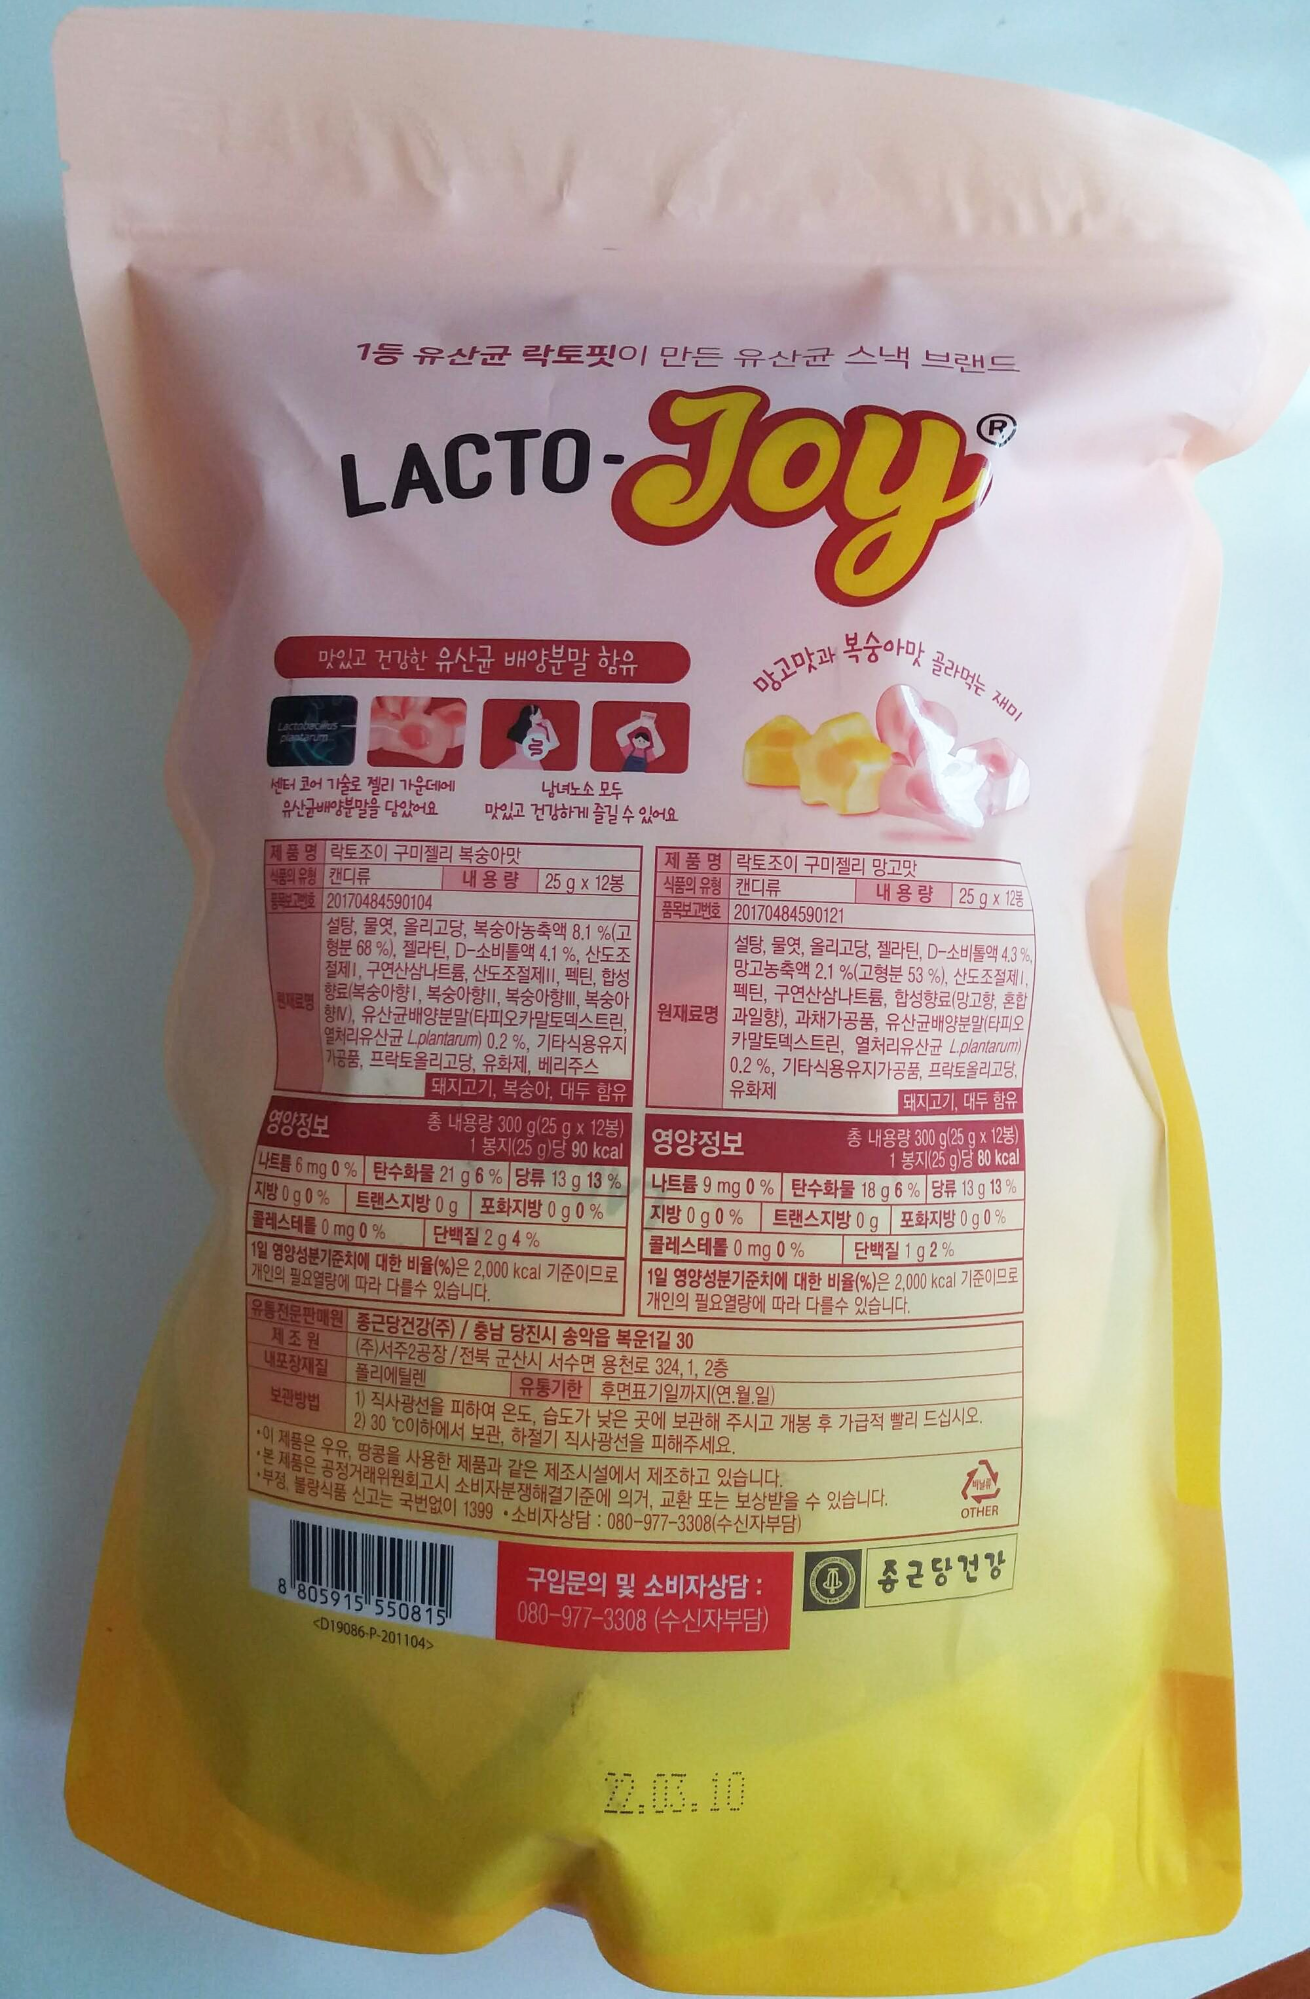 1등 유산균 락토핏이 만든 유산균 스낵 브랜드
LACTO-Joy®
맛있고 건강한 유산균 배양분말 함유
Lactobacillus
plantarum
센터 코어 기술로 젤리 가운데에
유산균배양분말을 담았어요
남녀노소 모두
맛있고 건강하게 즐길 수 있어요
망고맛과 복숭아맛 골라먹는 재미
제 품 명 락토조이 구미젤리 복숭아맛
식품의 유형 캔디류 내 용 량 25 g x 12봉
품목보고번호 20170484590104
원재료명
설탕, 물엿, 올리고당, 복숭아농축액 8.1 %(고
형분 68 %), 젤라틴, D-소비톨액 4.1 %, 산도조
절제I, 구연산삼나트륨, 산도조절제II, 펙틴, 합성
향료(복숭아향I, 복숭아향II, 복숭아향III, 복숭아
향IV), 유산균배양분말(타피오카말토덱스트린,
열처리유산균 L.plantarum) 0.2 %, 기타식용유지
가공품, 프락토올리고당, 유화제, 베리주스
돼지고기, 복숭아, 대두 함유
영양정보
총 내용량 300 g(25 g x 12봉)
1 봉지(25 g)당 90 kcal
나트륨 6 mg 0 % 탄수화물 21 g 6 % 당류 13 g 13 %
지방 0 g 0 % 트랜스지방 0 g 포화지방 0 g 0 %
콜레스테롤 0 mg 0 % 단백질 2 g 4 %
1일 영양성분기준치에 대한 비율(%)은 2,000 kcal 기준이므로
개인의 필요열량에 따라 다를수 있습니다.
제 품 명 락토조이 구미젤리 망고맛
식품의 유형 캔디류 내 용 량 25 g x 12봉
품목보고번호 20170484590121
원재료명
설탕, 물엿, 올리고당, 젤라틴, D-소비톨액 4.3 %,
망고농축액 2.1 %(고형분 53 %), 산도조절제I,
펙틴, 구연산삼나트륨, 합성향료(망고향, 혼합
과일향), 과채가공품, 유산균배양분말(타피오
카말토덱스트린, 열처리유산균 L.plantarum)
0.2 %, 기타식용유지가공품, 프락토올리고당,
유화제
돼지고기, 대두 함유
영양정보
총 내용량 300 g(25 g x 12봉)
1 봉지(25 g)당 80 kcal
나트륨 9 mg 0 % 탄수화물 18 g 6 % 당류 13 g 13 %
지방 0 g 0 % 트랜스지방 0 g 포화지방 0 g 0 %
콜레스테롤 0 mg 0 % 단백질 1 g 2 %
1일 영양성분기준치에 대한 비율(%)은 2,000 kcal 기준이므로
개인의 필요열량에 따라 다를수 있습니다.
유통전문판매원 종근당건강(주) / 충남 당진시 송악읍 복운1길 30
제 조 원 (주)서주2공장 / 전북 군산시 서수면 용천로 324, 1, 2층
내포장재질 폴리에틸렌 유통기한 후면표기일까지(연.월.일)
보관방법 1) 직사광선을 피하여 온도, 습도가 낮은 곳에 보관해 주시고 개봉 후 가급적 빨리 드십시오.
2) 30 ℃이하에서 보관, 하절기 직사광선을 피해주세요.
•이 제품은 우유, 땅콩을 사용한 제품과 같은 제조시설에서 제조하고 있습니다.
•본 제품은 공정거래위원회고시 소비자분쟁해결기준에 의거, 교환 또는 보상받을 수 있습니다.
•부정, 불량식품 신고는 국번없이 1399 •소비자상담 : 080-977-3308(수신자부담)
비닐류
OTHER
8 805915 550815
<D19086-P-201104>
구입문의 및 소비자상담 :
080-977-3308 (수신자부담)
종근당건강
22.03.10